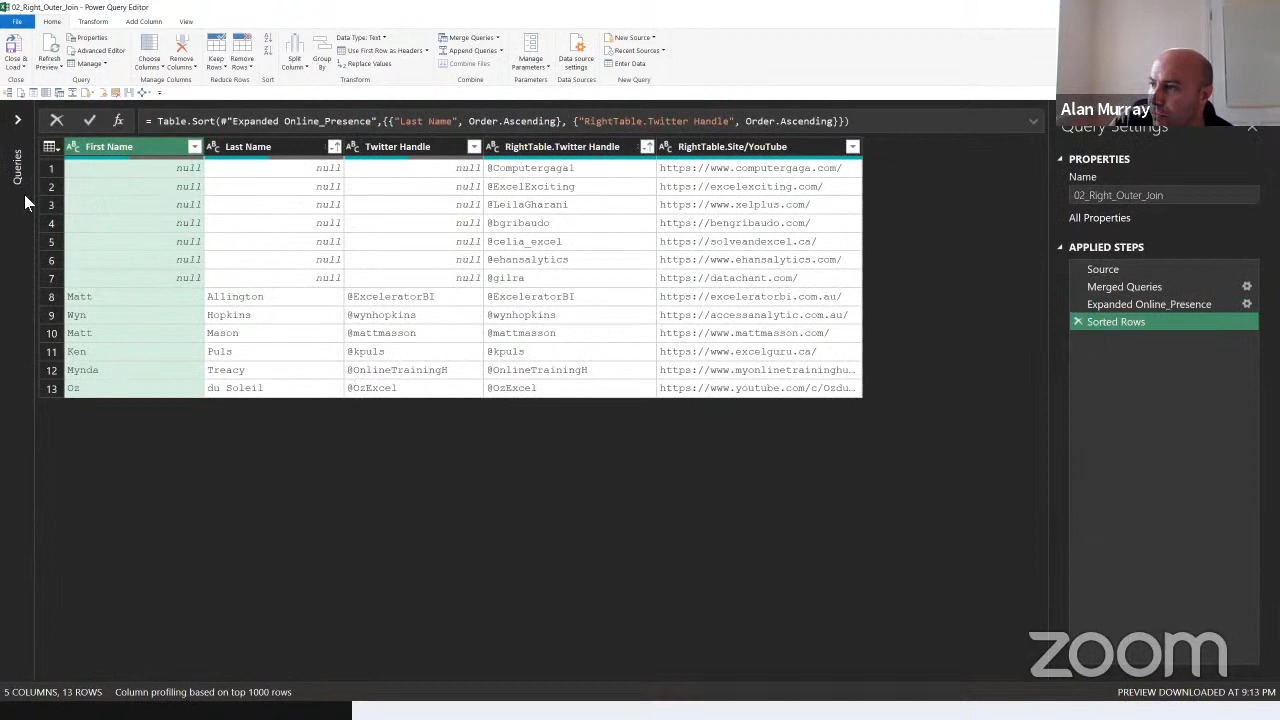 02_Right_Outer_Join - Power Query Editor
File Home Transform Add Column View
Close & Load
Close
Refresh Preview
Properties
Advanced Editor
Manage
Query
Choose Columns
Remove Columns
Manage Columns
Keep Rows
Remove Rows
Reduce Rows
Sort
Split Column
Group By
Data Type: Text
Use First Row as Headers
Replace Values
Transform
Merge Queries
Append Queries
Combine Files
Combine
Manage Parameters
Parameters
Data source settings
Data Sources
New Source
Recent Sources
Enter Data
New Query
Alan Murray
= Table.Sort(#"Expanded Online_Presence",{{"Last Name", Order.Ascending}, {"RightTable.Twitter Handle", Order.Ascending}})
Queries
First Name Last Name Twitter Handle RightTable.Twitter Handle RightTable.Site/YouTube
1 null null null @Computergaga1 https://www.computergaga.com/
2 null null null @ExcelExciting https://excelexciting.com/
3 null null null @LeilaGharani https://www.xelplus.com/
4 null null null @bgribaudo https://bengribaudo.com/
5 null null null @celia_excel https://solveandexcel.ca/
6 null null null @ehansalytics https://www.ehansalytics.com/
7 null null null @gilra https://datachant.com/
8 Matt Allington @ExceleratorBI @ExceleratorBI https://exceleratorbi.com.au/
9 Wyn Hopkins @wynhopkins @wynhopkins https://accessanalytic.com.au/
10 Matt Mason @mattmasson @mattmasson https://www.mattmasson.com/
11 Ken Puls @kpuls @kpuls https://www.excelguru.ca/
12 Mynda Treacy @OnlineTrainingH @OnlineTrainingH https://www.myonlinetraininghu...
13 Oz du Soleil @OzExcel @OzExcel https://www.youtube.com/c/Ozdu...
Query Settings
PROPERTIES
Name
02_Right_Outer_Join
All Properties
APPLIED STEPS
Source
Merged Queries
Expanded Online_Presence
Sorted Rows
zoom
5 COLUMNS, 13 ROWS Column profiling based on top 1000 rows
PREVIEW DOWNLOADED AT 9:13 PM